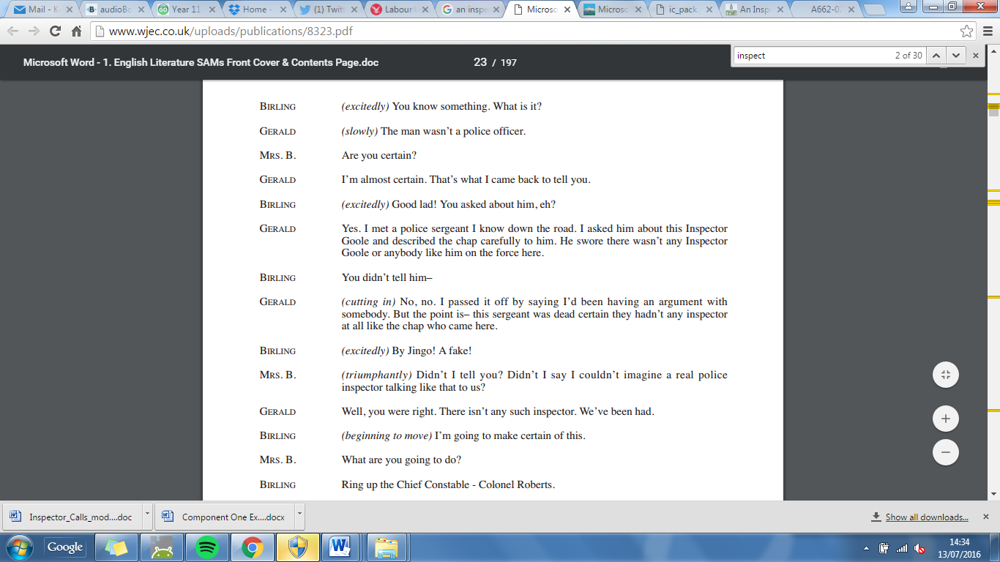 Mail - K
audioBo
Year 11
Home -
(1) Twit
Labour
an inspe
Microso
Microso
ic_pack.
An Insp
A662-0
www.wjec.co.uk/uploads/publications/8323.pdf
Microsoft Word - 1. English Literature SAMs Front Cover & Contents Page.doc
23 / 197
inspect 2 of 30
BIRLING (excitedly) You know something. What is it?
GERALD (slowly) The man wasn't a police officer.
MRS. B. Are you certain?
GERALD I'm almost certain. That's what I came back to tell you.
BIRLING (excitedly) Good lad! You asked about him, eh?
GERALD Yes. I met a police sergeant I know down the road. I asked him about this Inspector
Goole and described the chap carefully to him. He swore there wasn't any Inspector
Goole or anybody like him on the force here.
BIRLING You didn't tell him–
GERALD (cutting in) No, no. I passed it off by saying I'd been having an argument with
somebody. But the point is– this sergeant was dead certain they hadn't any inspector
at all like the chap who came here.
BIRLING (excitedly) By Jingo! A fake!
MRS. B. (triumphantly) Didn't I tell you? Didn't I say I couldn't imagine a real police
inspector talking like that to us?
GERALD Well, you were right. There isn't any such inspector. We've been had.
BIRLING (beginning to move) I'm going to make certain of this.
MRS. B. What are you going to do?
BIRLING Ring up the Chief Constable - Colonel Roberts.
Inspector_Calls_mod....doc
Component One Ex....docx
Show all downloads...
Google
14:34
13/07/2016